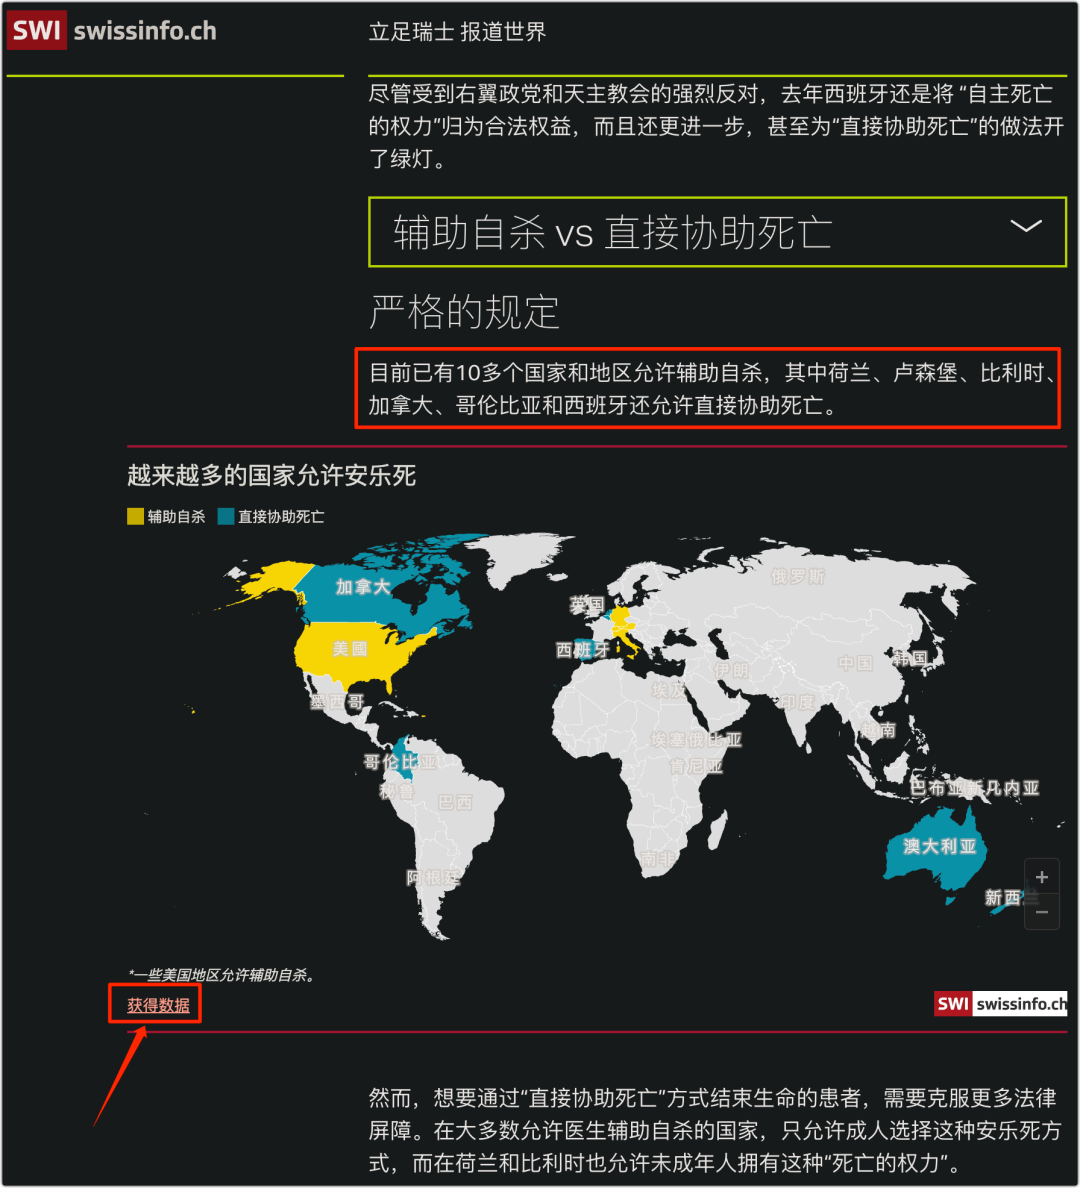 SWI swissinfo.ch
立足瑞士 报道世界
尽管受到右翼政党和天主教会的强烈反对，去年西班牙还是将 “自主死亡
的权力”归为合法权益，而且还更进一步，甚至为“直接协助死亡”的做法开
了绿灯。
辅助自杀 vs 直接协助死亡
严格的规定
目前已有10多个国家和地区允许辅助自杀，其中荷兰、卢森堡、比利时、
加拿大、哥伦比亚和西班牙还允许直接协助死亡。
越来越多的国家允许安乐死
辅助自杀 直接协助死亡
加拿大
俄罗斯
英国
美國
西班牙
中国
韩国
伊朗
墨西哥
埃及
印度
越南
埃塞俄比亚
哥伦比亚
肯尼亚
秘鲁
巴西
巴布亚新几内亚
澳大利亚
南非
阿根廷
新西兰
+
−
*一些美国地区允许辅助自杀。
获得数据
SWI swissinfo.ch
然而，想要通过“直接协助死亡”方式结束生命的患者，需要克服更多法律
屏障。在大多数允许医生辅助自杀的国家，只允许成人选择这种安乐死方
式，而在荷兰和比利时也允许未成年人拥有这种“死亡的权力”。